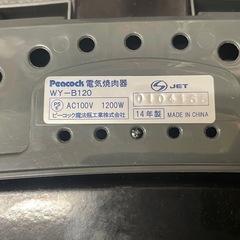 Peacock 電気焼肉器
WY-B120
AC100V 1200W
ピーコック魔法瓶工業株式会社
JET
14年製
MADE IN CHINA